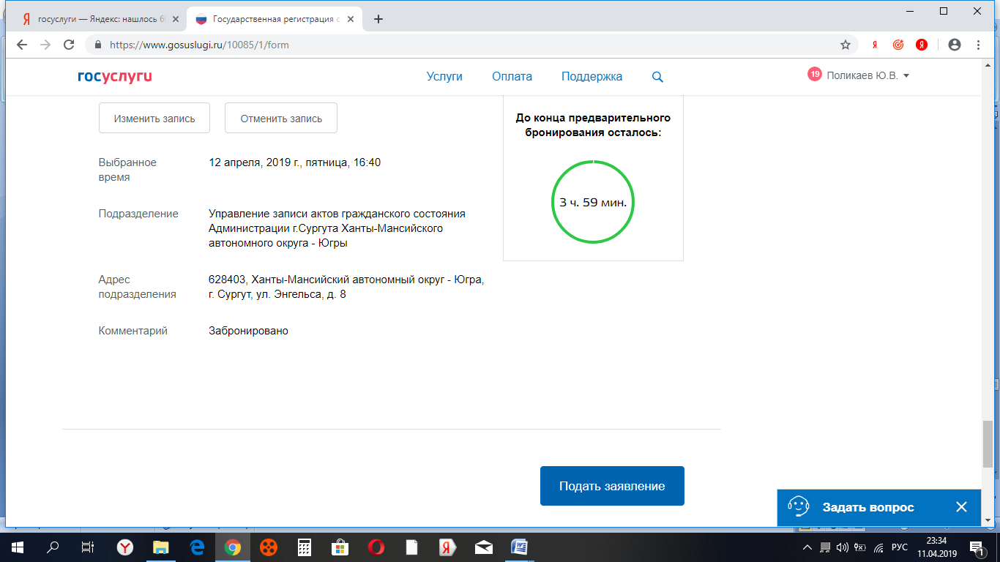 госуслуги — Яндекс: нашлось
Государственная регистрация с
https://www.gosuslugi.ru/10085/1/form
госуслуги
Услуги
Оплата
Поддержка
19
Поликаев Ю.В.
Изменить запись
Отменить запись
До конца предварительного
бронирования осталось:
3 ч. 59 мин.
Выбранное
время
12 апреля, 2019 г., пятница, 16:40
Подразделение
Управление записи актов гражданского состояния
Администрации г.Сургута Ханты-Мансийского
автономного округа - Югры
Адрес
подразделения
628403, Ханты-Мансийский автономный округ - Югра,
г. Сургут, ул. Энгельса, д. 8
Комментарий
Забронировано
Подать заявление
Задать вопрос
РУС
23:34
11.04.2019
1